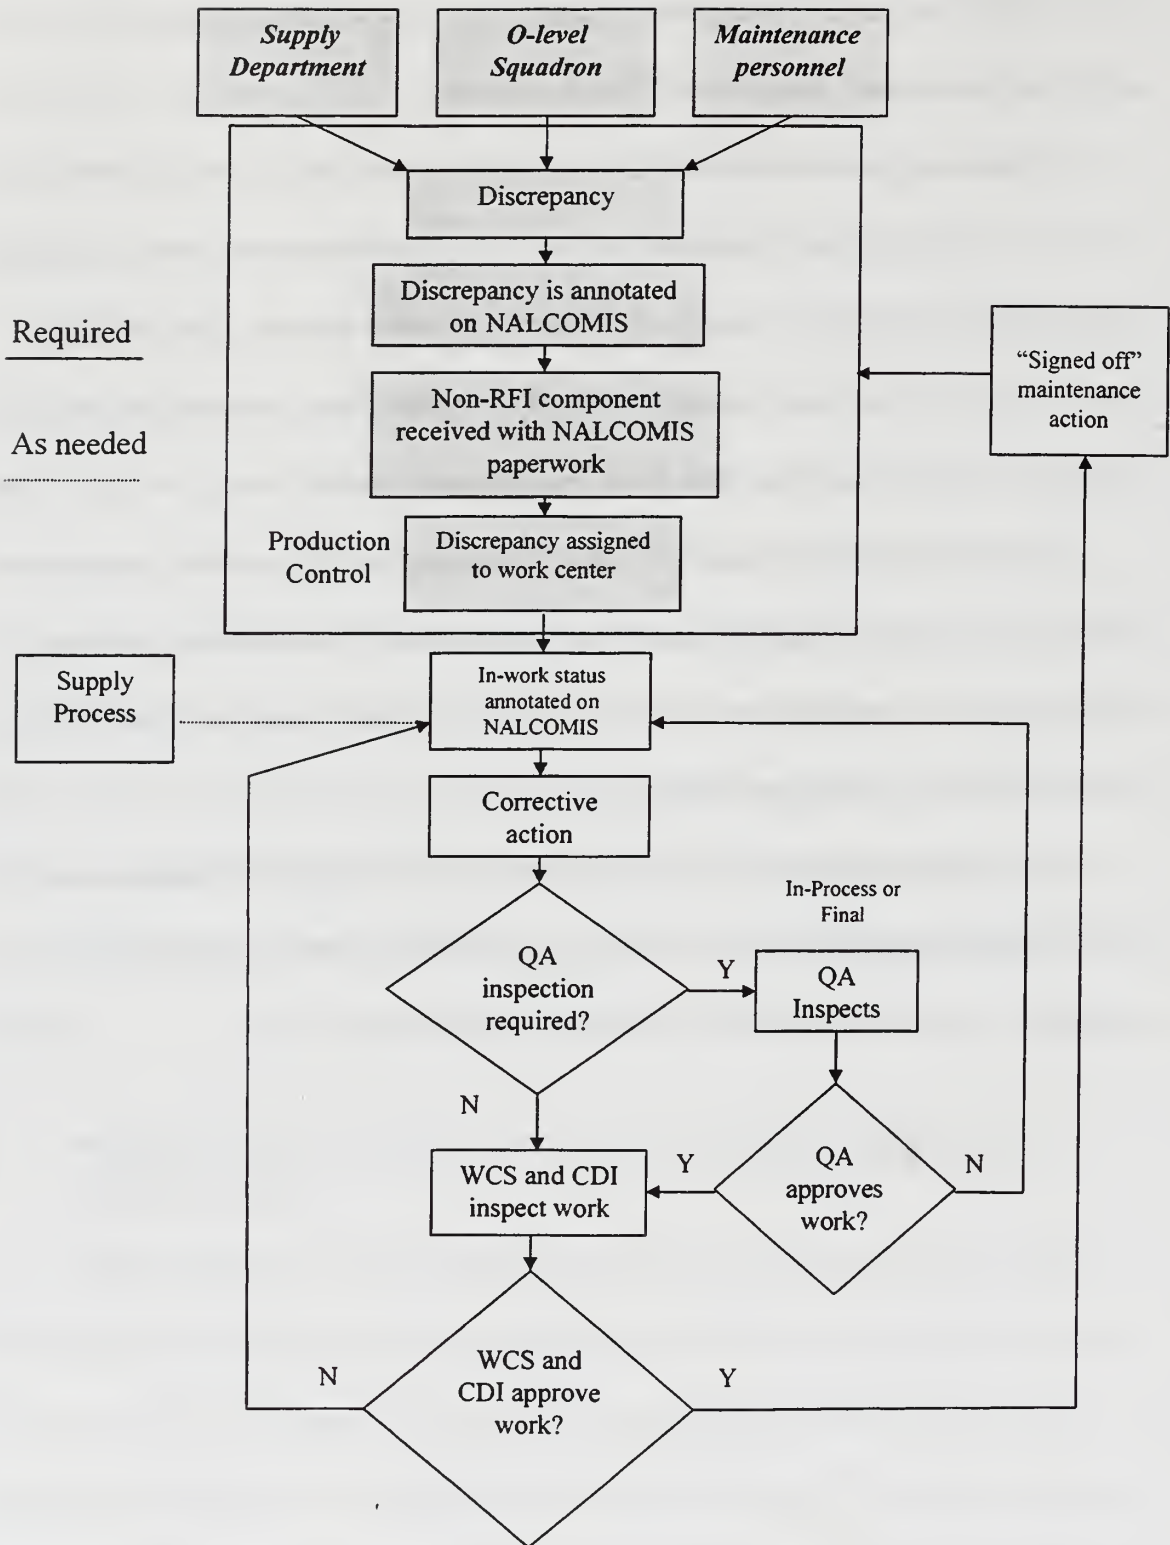 Supply
Department
O-level
Squadron
Maintenance
personnel
Discrepancy
Discrepancy is annotated
on NALCOMIS
Required
As needed
Non-RFI component
received with NALCOMIS
paperwork
"Signed off"
maintenance
action
Production
Control
Discrepancy assigned
to work center
Supply
Process
In-work status
annotated on
NALCOMIS
Corrective
action
In-Process or
Final
QA
inspection
required?
Y
QA
Inspects
N
WCS and CDI
inspect work
Y
QA
approves
work?
N
N
WCS and
CDI approve
work?
Y